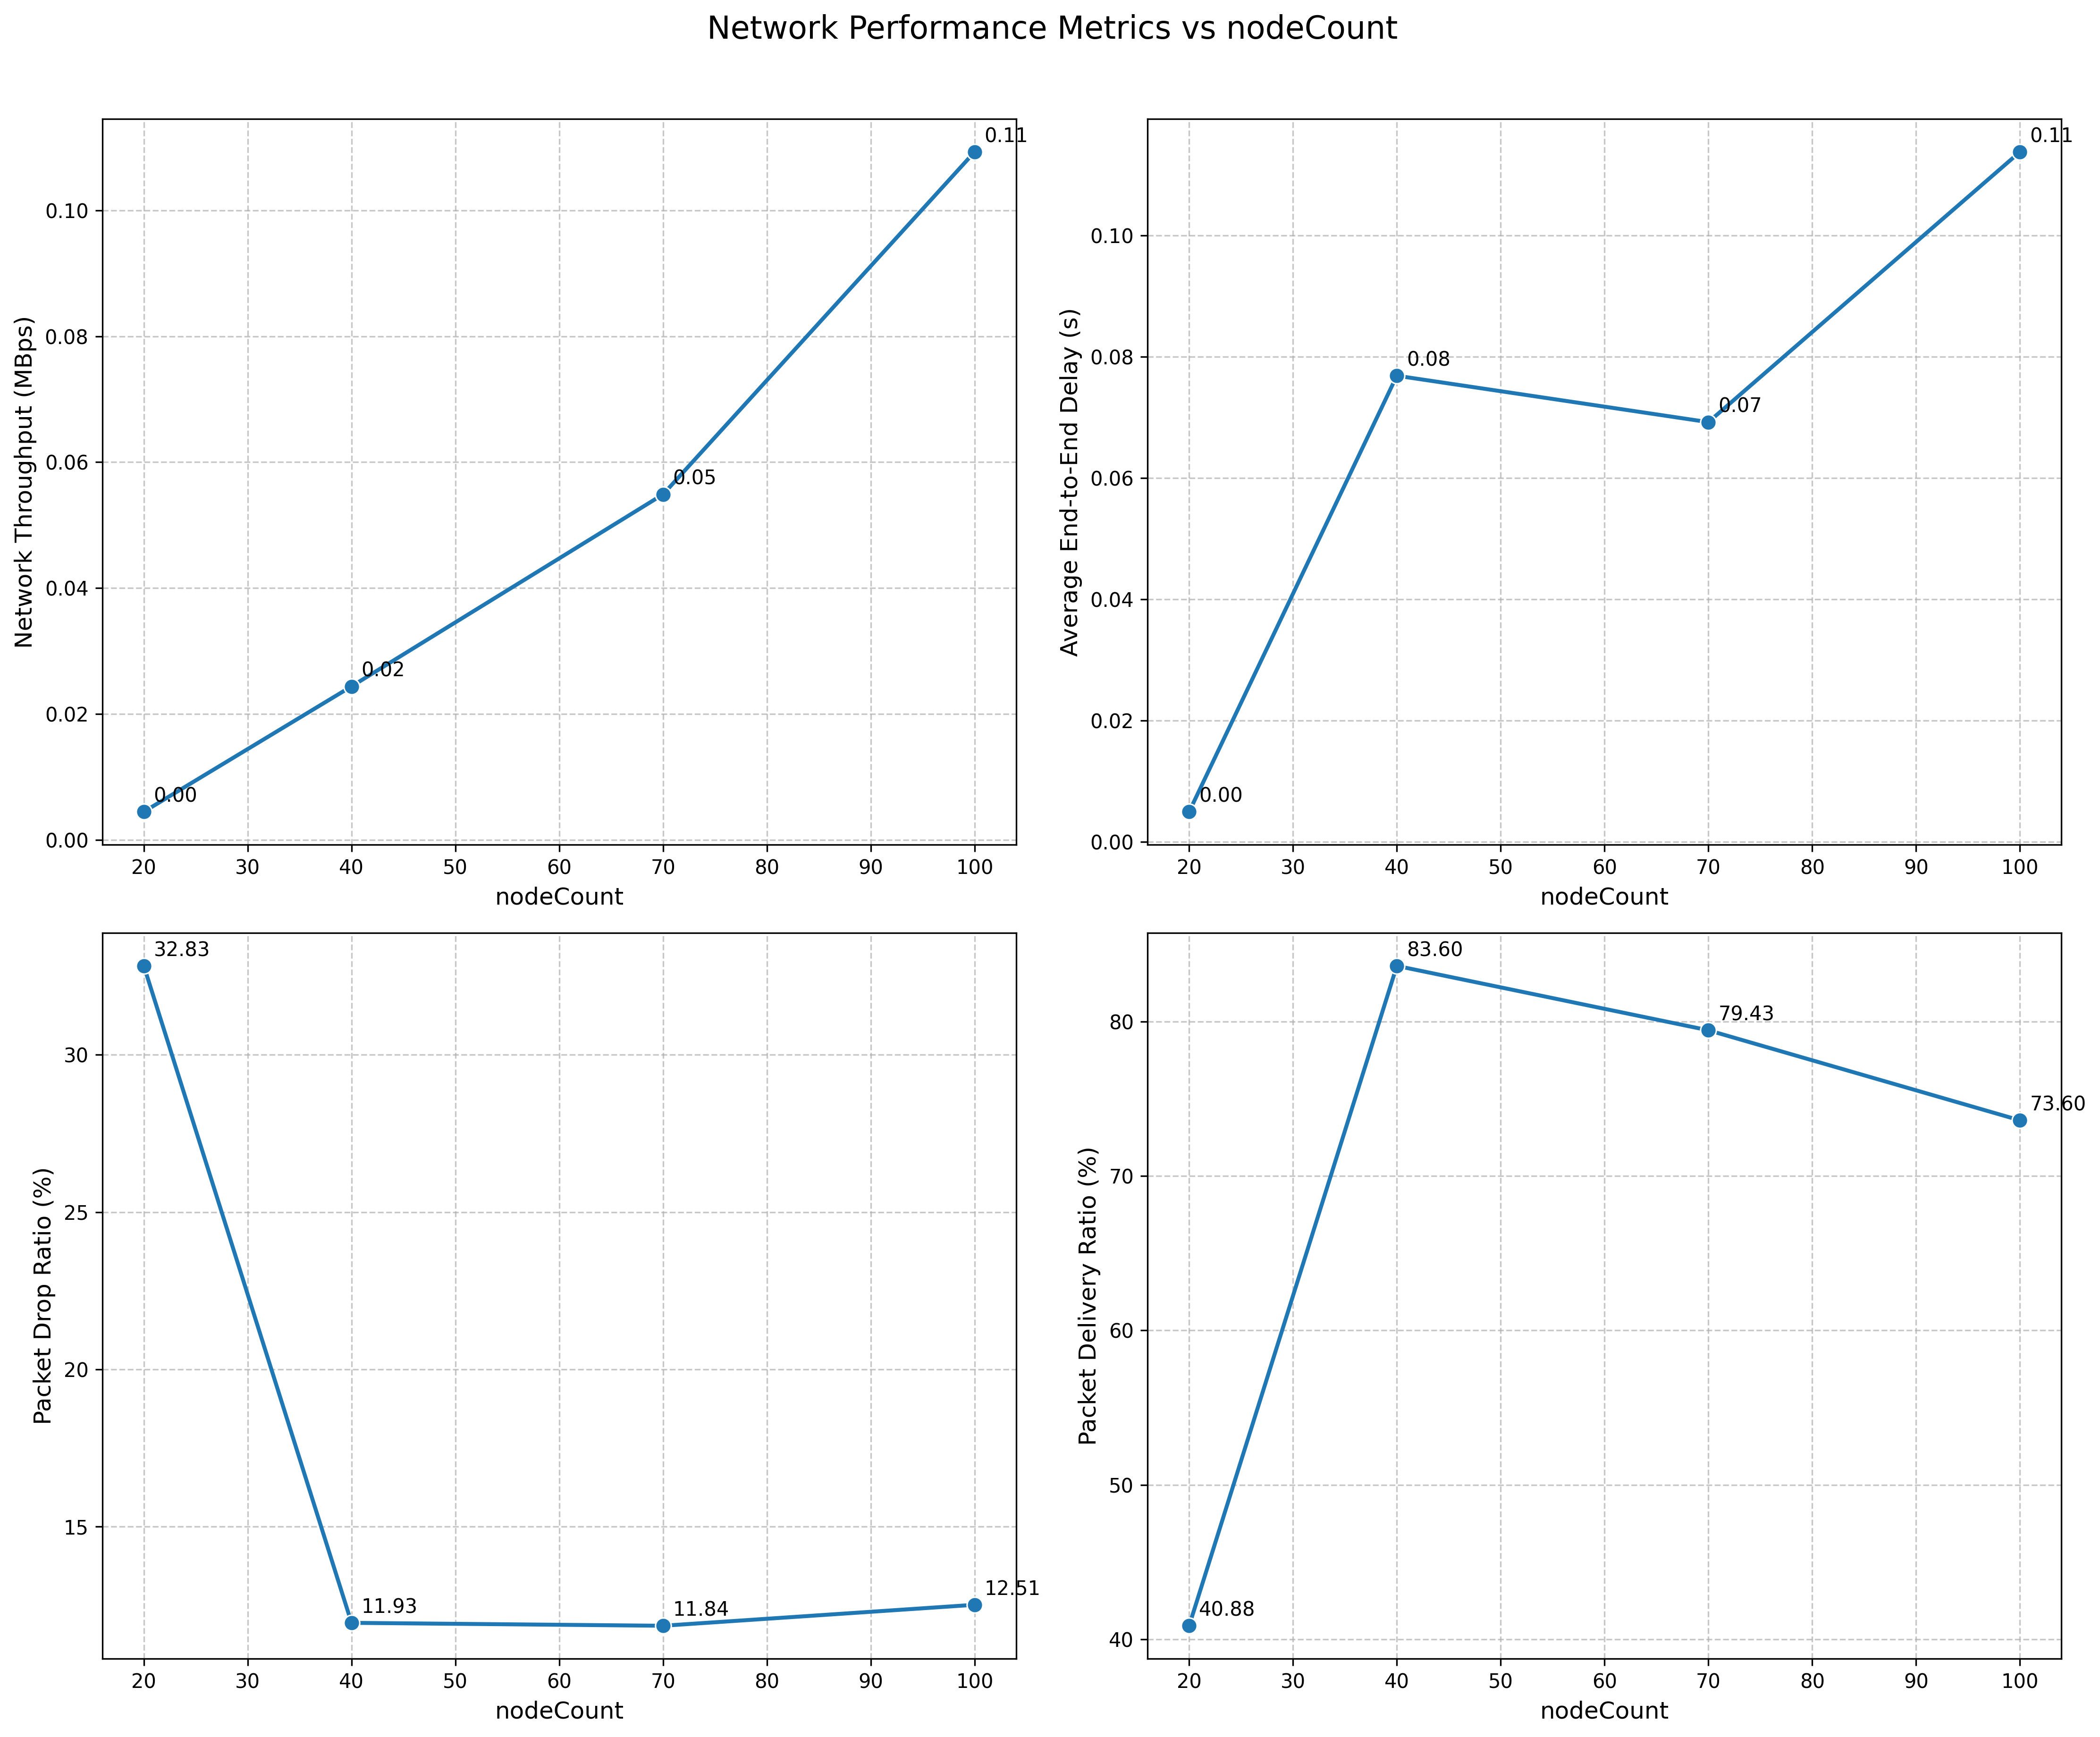 Network Performance Metrics vs nodeCount
Network Throughput (MBps)
0.10
0.08
0.06
0.04
0.02
0.00
0.00
0.02
0.05
0.11
20 30 40 50 60 70 80 90 100
nodeCount
Average End-to-End Delay (s)
0.10
0.08
0.06
0.04
0.02
0.00
0.00
0.08
0.07
0.11
20 30 40 50 60 70 80 90 100
nodeCount
Packet Drop Ratio (%)
30
25
20
15
32.83
11.93
11.84
12.51
20 30 40 50 60 70 80 90 100
nodeCount
Packet Delivery Ratio (%)
80
70
60
50
40
40.88
83.60
79.43
73.60
20 30 40 50 60 70 80 90 100
nodeCount